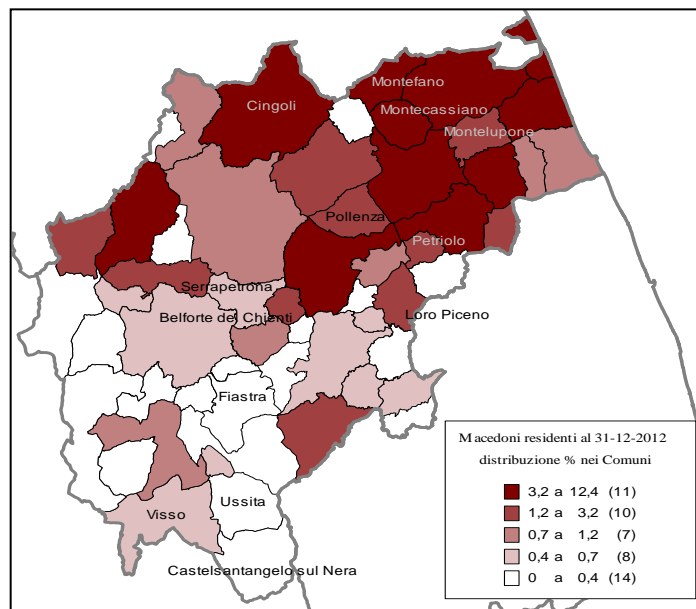 Montefano
Cingoli
Montecassiano
Montelupone
Pollenza
Petriolo
Serrapetrona
Belforte del Chienti
Loro Piceno
Fiastra
Ussita
Visso
Castelsantangelo sul Nera
Macedoni residenti al 31-12-2012
distribuzione % nei Comuni
3,2 a 12,4 (11)
1,2 a 3,2 (10)
0,7 a 1,2 (7)
0,4 a 0,7 (8)
0 a 0,4 (14)